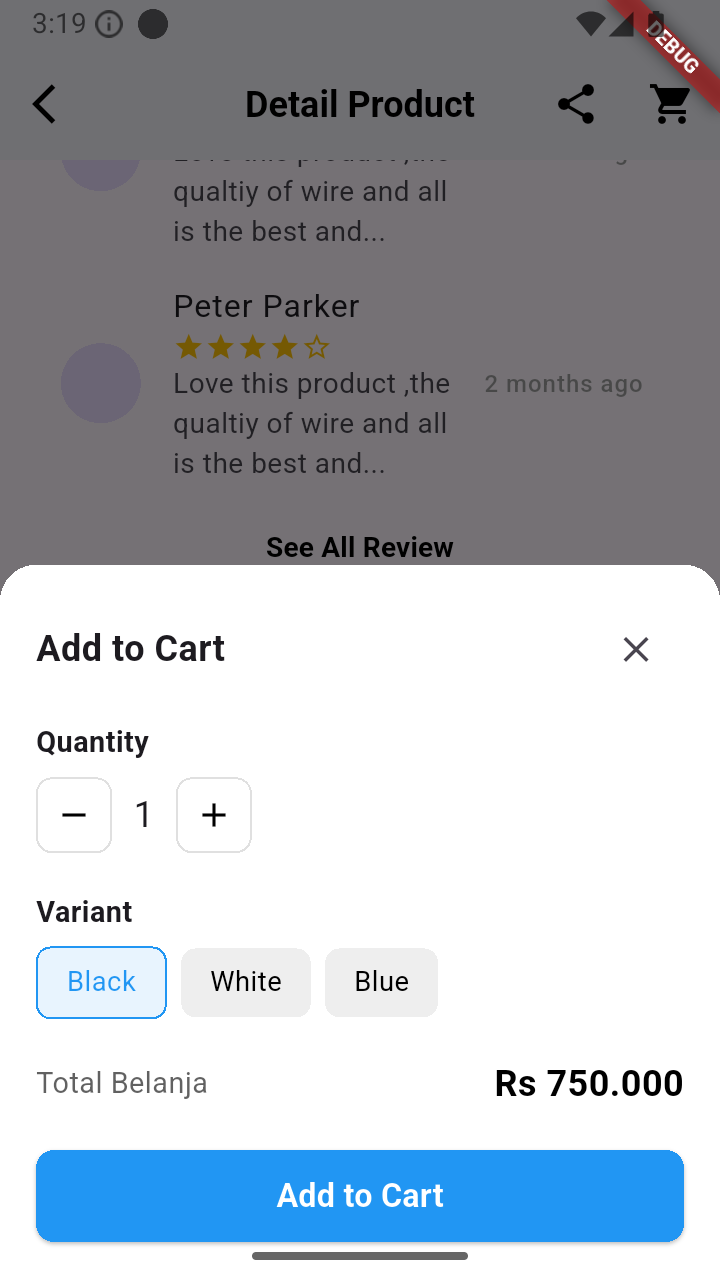 3:19
DEBUG
Detail Product
qualtiy of wire and all
is the best and...
Peter Parker
Love this product ,the
2 months ago
qualtiy of wire and all
is the best and...
See All Review
Add to Cart
Quantity
1
Variant
Black White Blue
Total Belanja Rs 750.000
Add to Cart